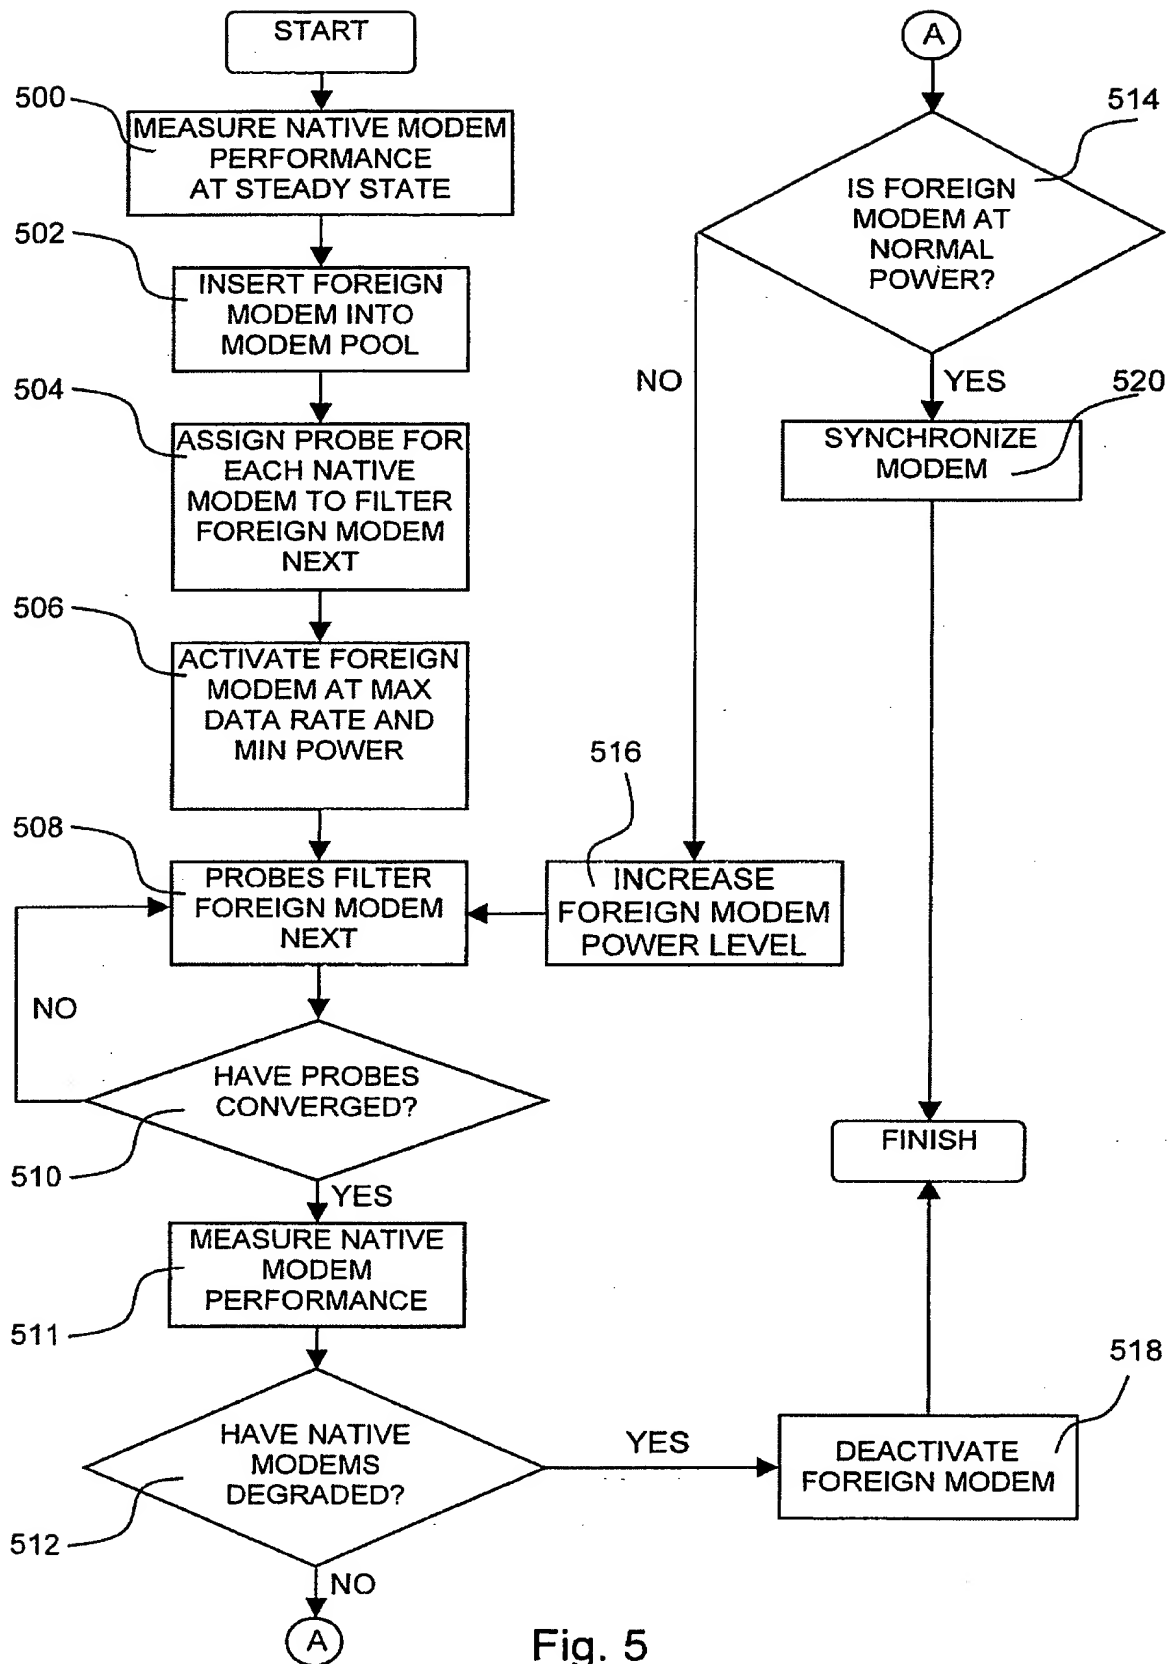 START
500
MEASURE NATIVE MODEM
PERFORMANCE
AT STEADY STATE
502
INSERT FOREIGN
MODEM INTO
MODEM POOL
504
ASSIGN PROBE FOR
EACH NATIVE
MODEM TO FILTER
FOREIGN MODEM
NEXT
506
ACTIVATE FOREIGN
MODEM AT MAX
DATA RATE AND
MIN POWER
508
PROBES FILTER
FOREIGN MODEM
NEXT
NO
HAVE PROBES
CONVERGED?
510
YES
MEASURE NATIVE
MODEM
PERFORMANCE
511
HAVE NATIVE
MODEMS
DEGRADED?
512
YES
NO
A
A
514
IS FOREIGN
MODEM AT
NORMAL
POWER?
NO
YES
520
SYNCHRONIZE
MODEM
516
INCREASE
FOREIGN MODEM
POWER LEVEL
FINISH
518
DEACTIVATE
FOREIGN MODEM
Fig. 5